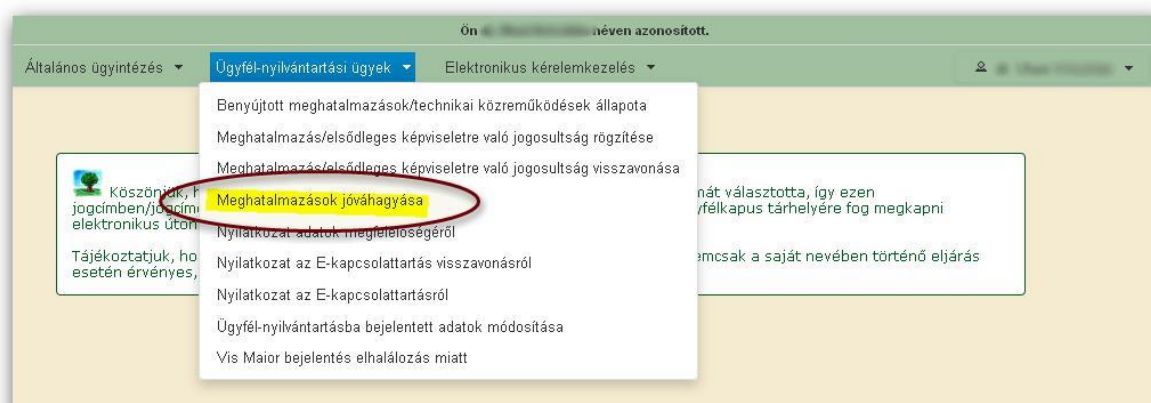 Ön néven azonosított.
Általános ügyintézés Ügyfél-nyilvántartási ügyek Elektronikus kérelemkezelés
Benyújtott meghatalmazások/technikai közreműködések állapota
Meghatalmazás/elsődleges képviseletre való jogosultság rögzítése
Meghatalmazás/elsődleges képviseletre való jogosultság visszavonása
Meghatalmazások jóváhagyása
Nyilatkozat adatok megfelelőségéről
Nyilatkozat az E-kapcsolattartás visszavonásról
Nyilatkozat az E-kapcsolattartásról
Ügyfél-nyilvántartásba bejelentett adatok módosítása
Vis Maior bejelentés elhalálozás miatt
Köszönjük, mát választotta, így ezen
yfélkapus tárhelyére fog megkapni
elektronikus úton
Tájékoztatjuk, ho emcsak a saját nevében történő eljárás
esetén érvényes,